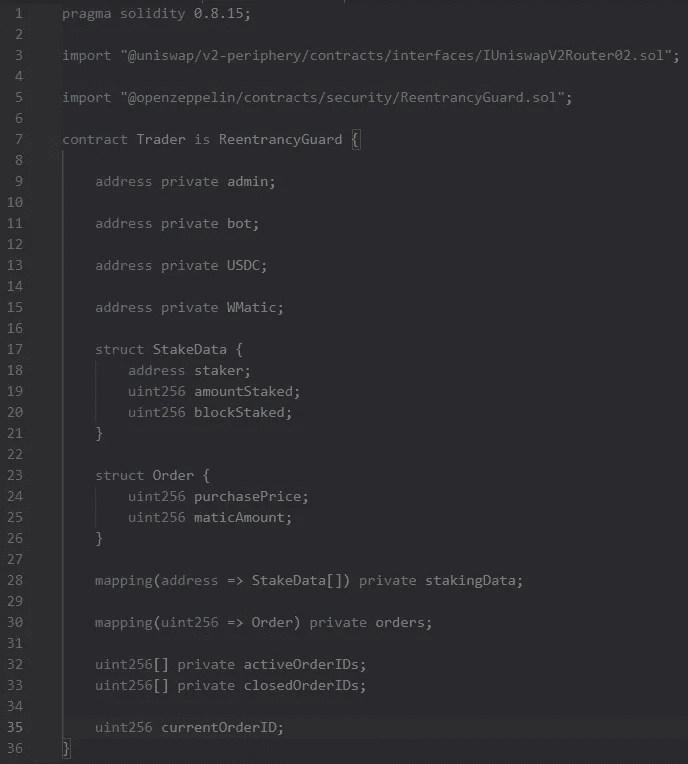 1 pragma solidity 0.8.15;
2
3 import "@uniswap/v2-periphery/contracts/interfaces/IUniswapV2Router02.sol";
4
5 import "@openzeppelin/contracts/security/ReentrancyGuard.sol";
6
7 contract Trader is ReentrancyGuard {
8
9 address private admin;
10
11 address private bot;
12
13 address private USDC;
14
15 address private WMatic;
16
17 struct StakeData {
18 address staker;
19 uint256 amountStaked;
20 uint256 blockStaked;
21 }
22
23 struct Order {
24 uint256 purchasePrice;
25 uint256 maticAmount;
26 }
27
28 mapping(address => StakeData[]) private stakingData;
29
30 mapping(uint256 => Order) private orders;
31
32 uint256[] private activeOrderIDs;
33 uint256[] private closedOrderIDs;
34
35 uint256 currentOrderID;
36 }